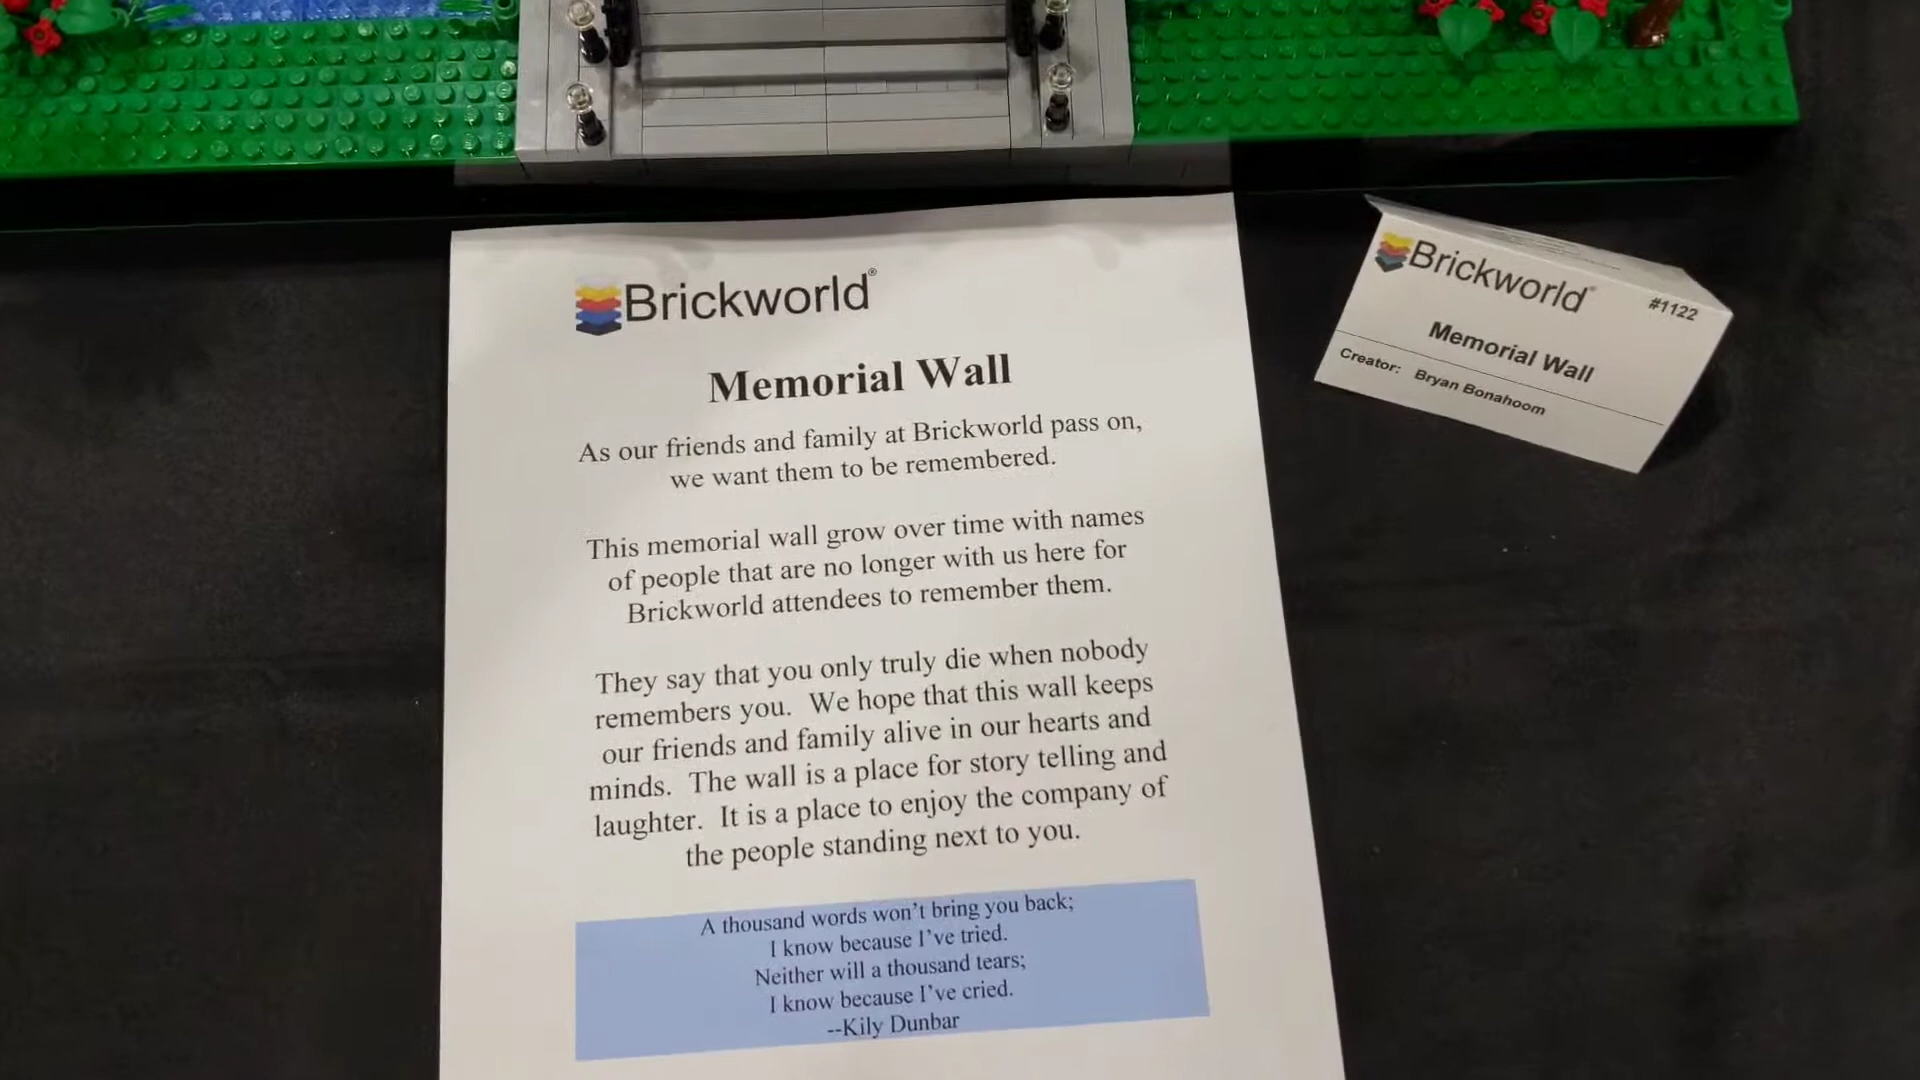 Brickworld®
Memorial Wall
As our friends and family at Brickworld pass on,
we want them to be remembered.
This memorial wall grow over time with names
of people that are no longer with us here for
Brickworld attendees to remember them.
They say that you only truly die when nobody
remembers you. We hope that this wall keeps
our friends and family alive in our hearts and
minds. The wall is a place for story telling and
laughter. It is a place to enjoy the company of
the people standing next to you.
A thousand words won't bring you back;
I know because I've tried.
Neither will a thousand tears;
I know because I've cried.
--Kily Dunbar
Brickworld®
#1122
Memorial Wall
Creator: Bryan Bonahoom